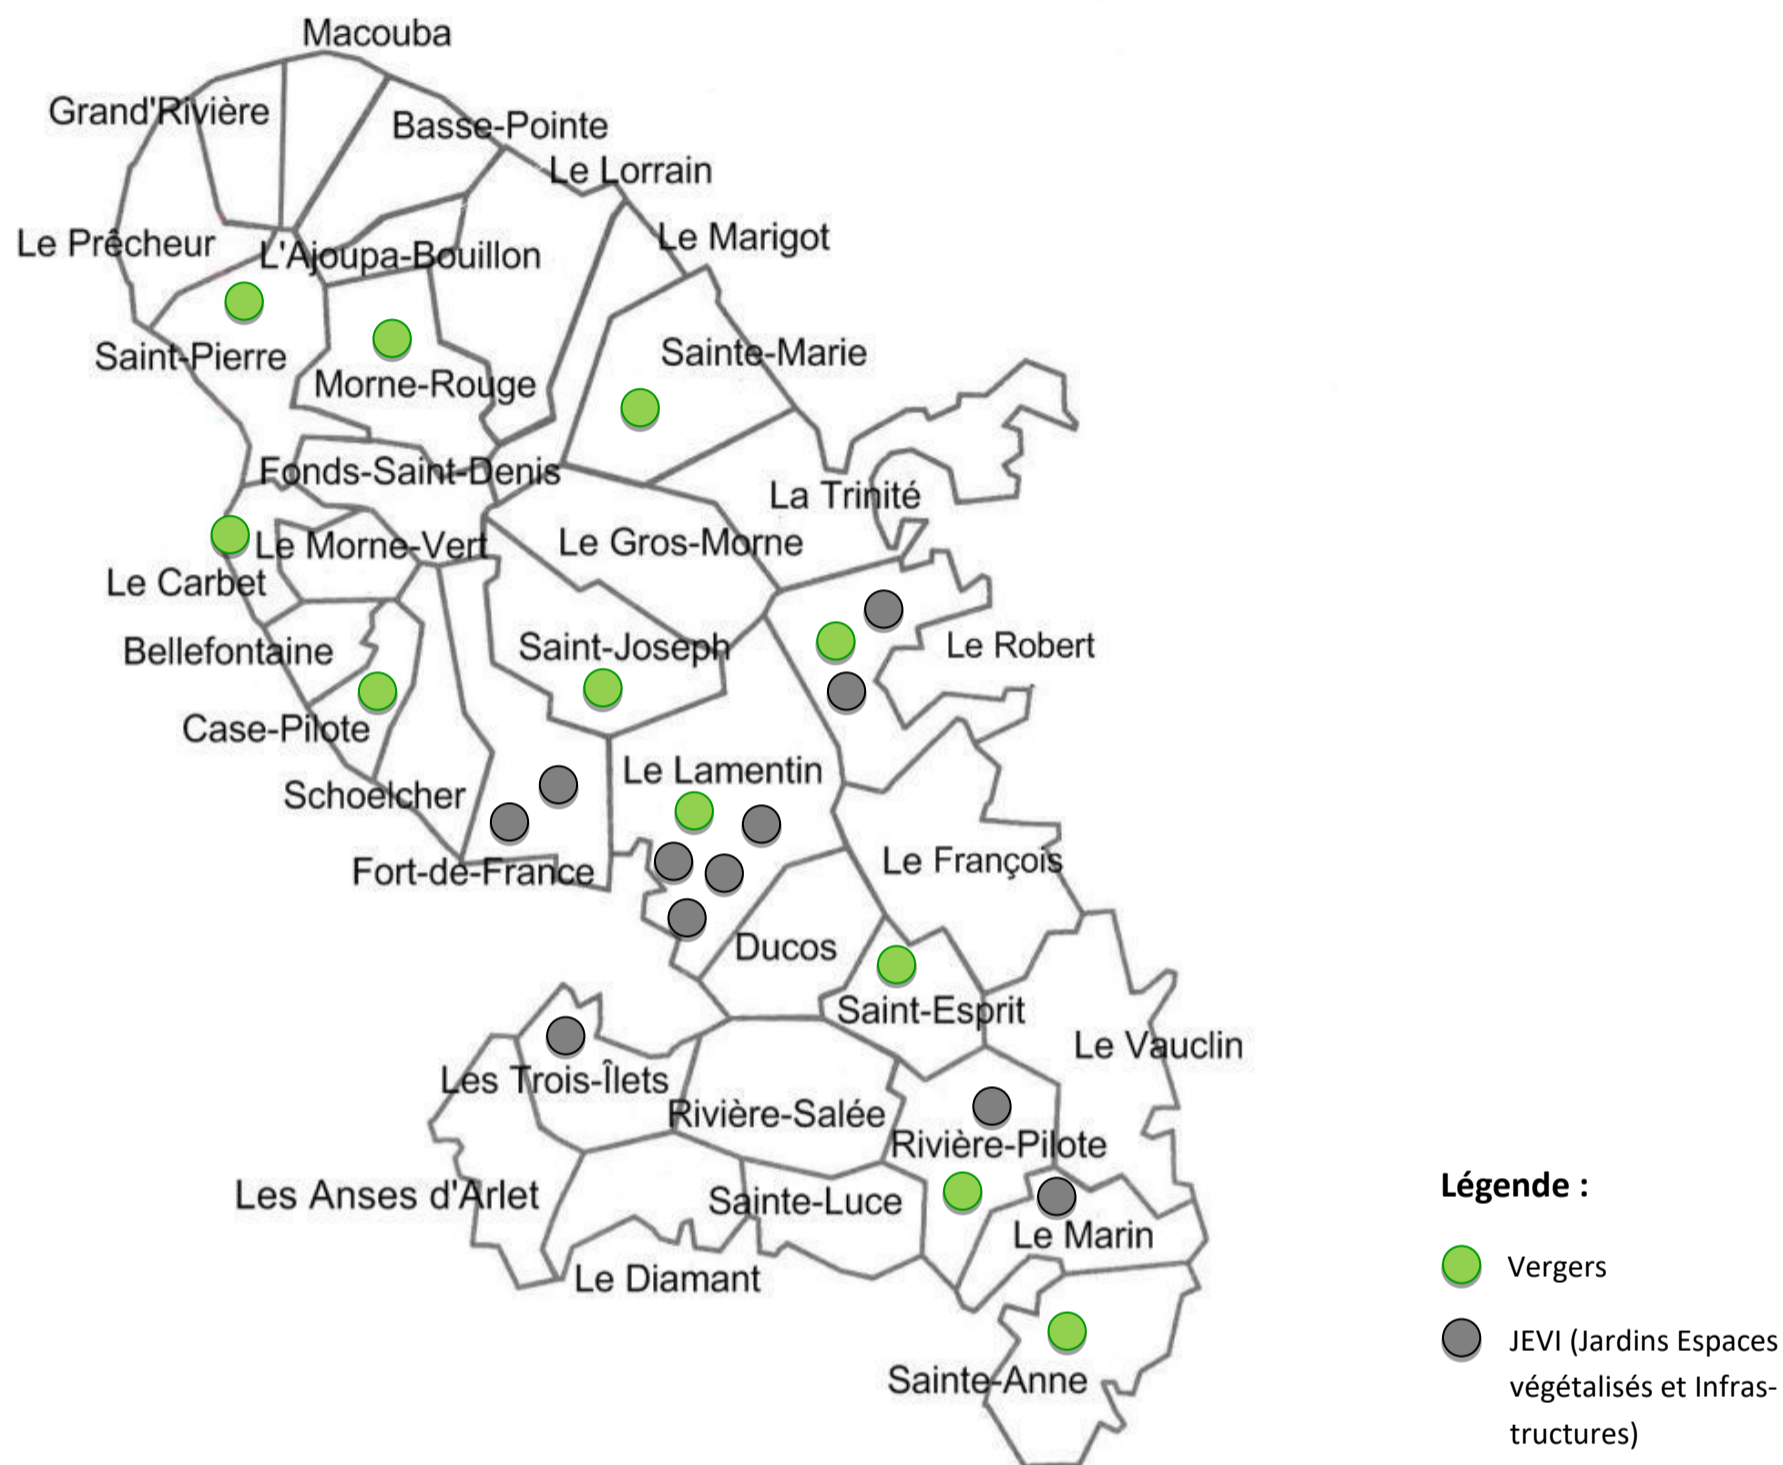 Macouba
Grand'Rivière
Basse-Pointe
Le Lorrain
Le Prêcheur
L'Ajoupa-Bouillon
Le Marigot
Saint-Pierre
Morne-Rouge
Sainte-Marie
Fonds-Saint-Denis
La Trinité
Le Morne-Vert
Le Gros-Morne
Le Carbet
Bellefontaine
Saint-Joseph
Le Robert
Case-Pilote
Schoelcher
Le Lamentin
Fort-de-France
Le François
Ducos
Saint-Esprit
Le Vauclin
Les Trois-Îlets
Rivière-Salée
Rivière-Pilote
Les Anses d'Arlet
Sainte-Luce
Le Marin
Le Diamant
Sainte-Anne
Légende :
Vergers
JEVI (Jardins Espaces
végétalisés et Infras-
tructures)